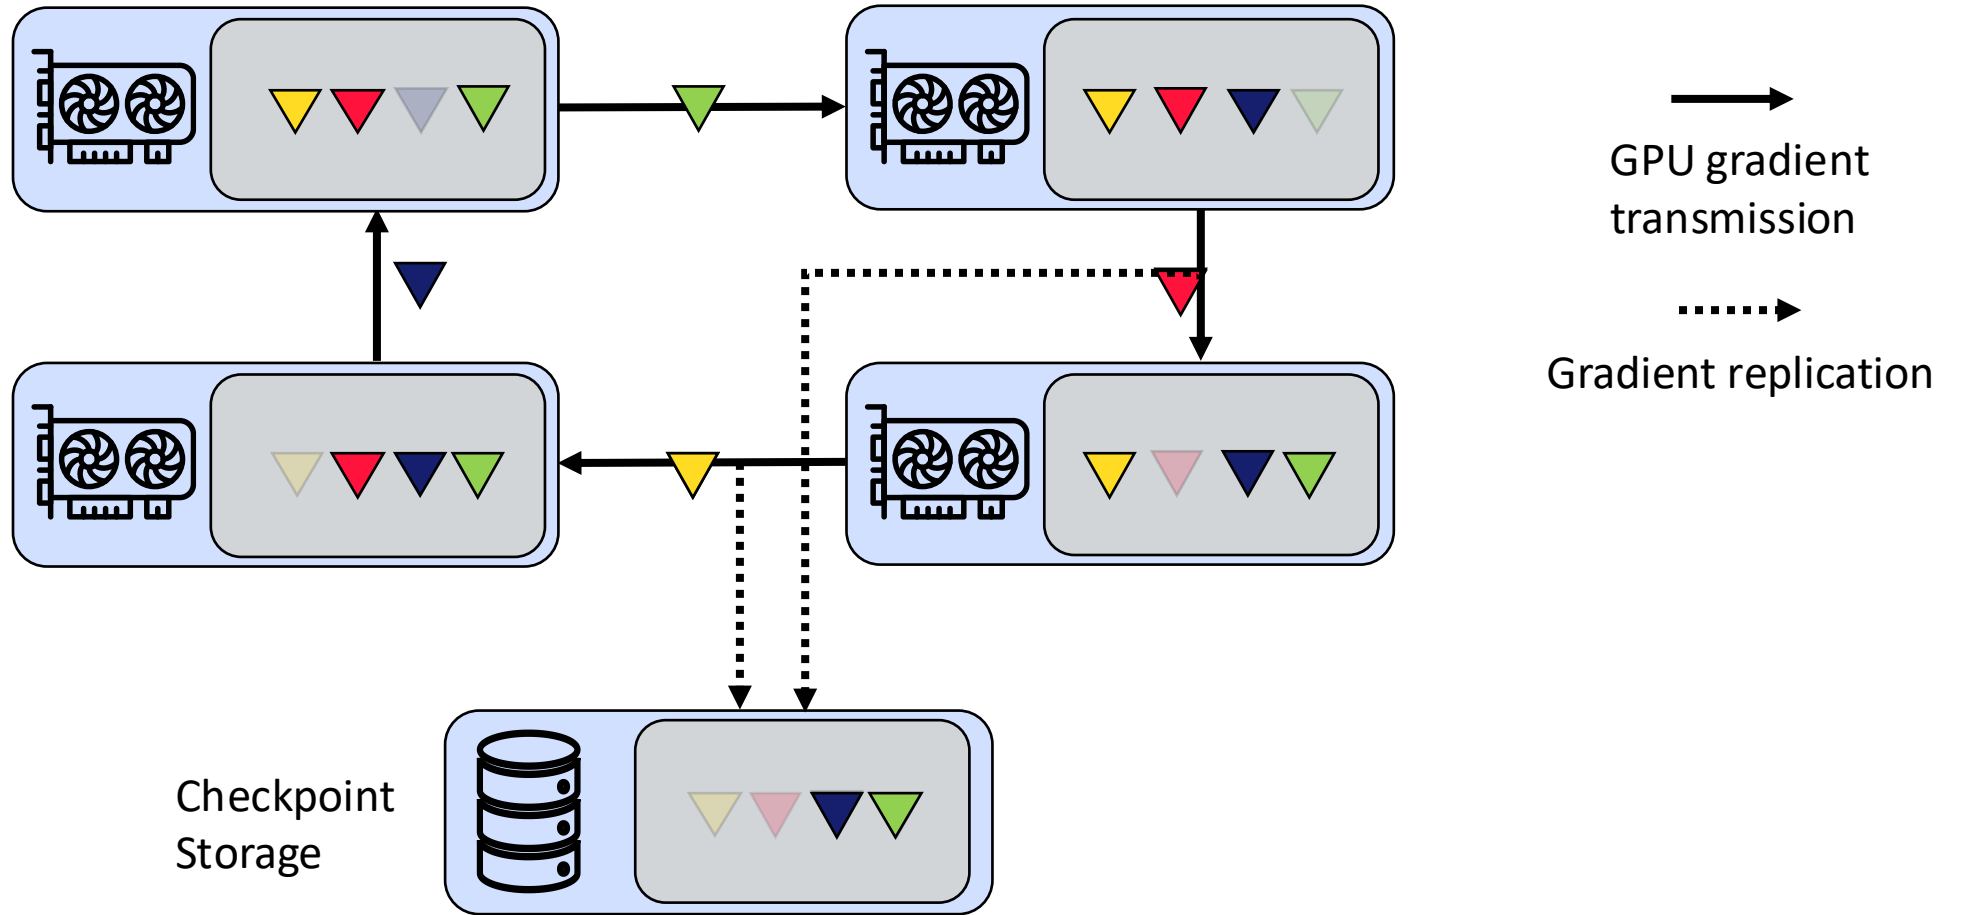 GPU gradient
transmission
Gradient replication
Checkpoint
Storage